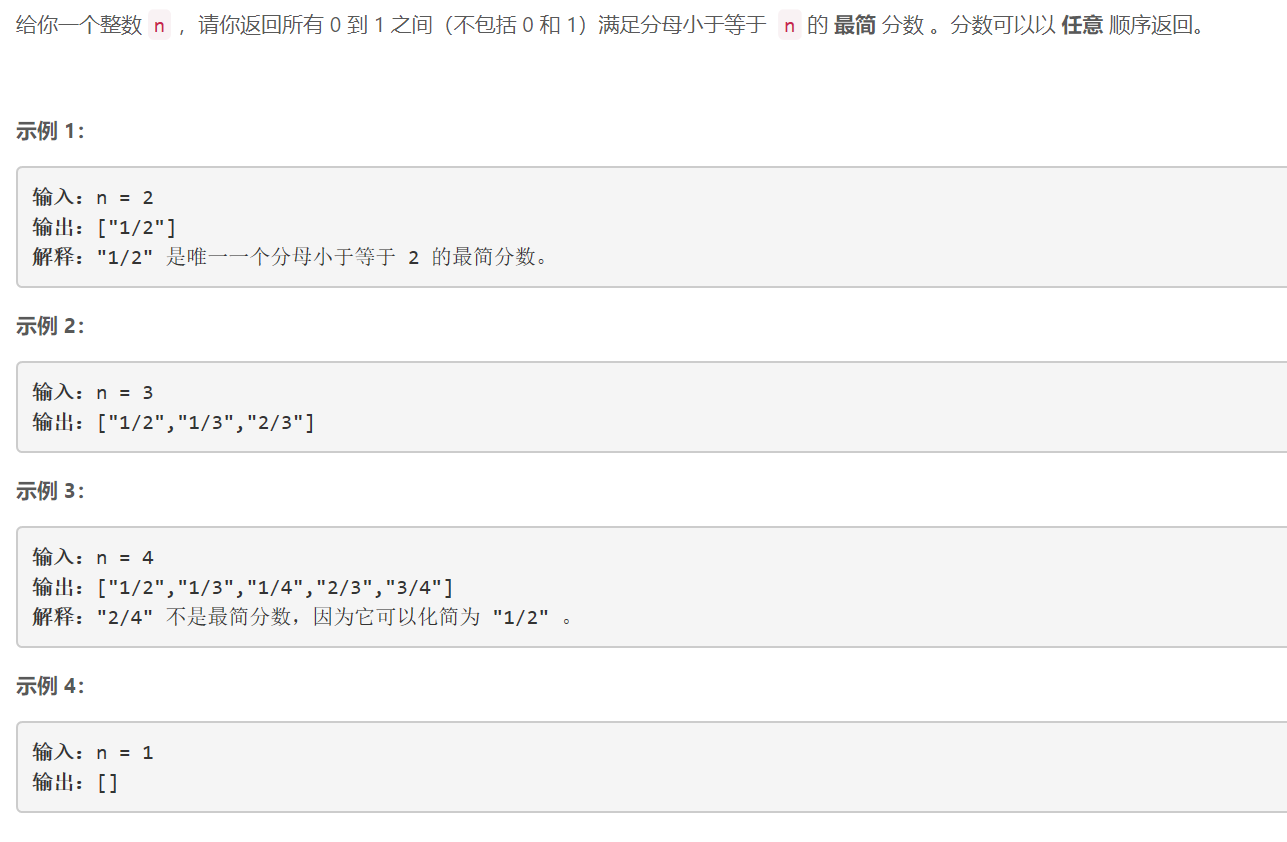 给你一个整数 n ，请你返回所有 0 到 1 之间（不包括 0 和 1）满足分母小于等于 n 的 最简 分数 。分数可以以 任意 顺序返回。
示例 1：
输入：n = 2
输出：["1/2"]
解释："1/2" 是唯一一个分母小于等于 2 的最简分数。
示例 2：
输入：n = 3
输出：["1/2","1/3","2/3"]
示例 3：
输入：n = 4
输出：["1/2","1/3","1/4","2/3","3/4"]
解释："2/4" 不是最简分数，因为它可以化简为 "1/2" 。
示例 4：
输入：n = 1
输出：[]